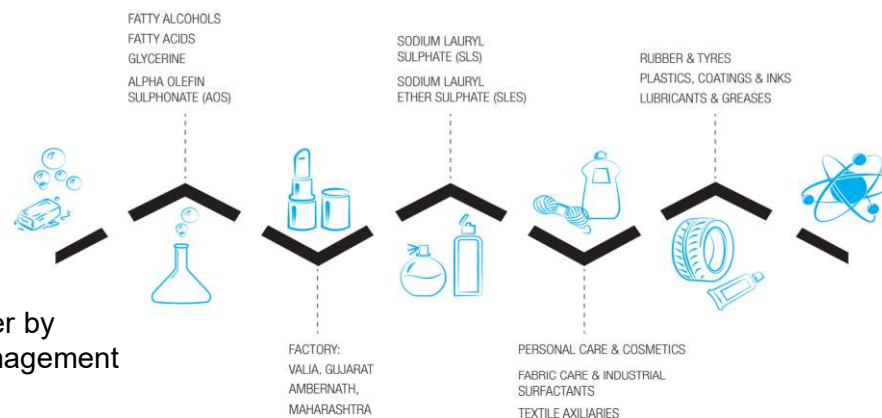 FATTY ALCOHOLS
FATTY ACIDS
GLYCERINE
ALPHA OLEFIN
SULPHONATE (AOS)
SODIUM LAURYL
SULPHATE (SLS)
SODIUM LAURYL
ETHER SULPHATE (SLES)
RUBBER & TYRES
PLASTICS, COATINGS & INKS
LUBRICANTS & GREASES
er by
nagement
FACTORY:
VALIA, GUJARAT
AMBERNATH,
MAHARASHTRA
PERSONAL CARE & COSMETICS
FABRIC CARE & INDUSTRIAL
SURFACTANTS
TEXTILE AXILIARIES